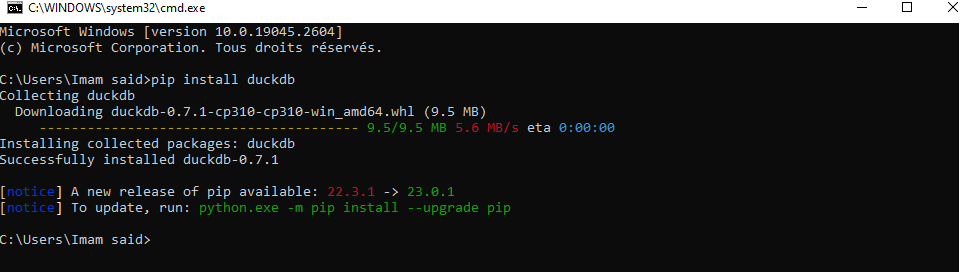 C:\WINDOWS\system32\cmd.exe
Microsoft Windows [version 10.0.19045.2604]
(c) Microsoft Corporation. Tous droits réservés.
C:\Users\Imam said>pip install duckdb
Collecting duckdb
  Downloading duckdb-0.7.1-cp310-cp310-win_amd64.whl (9.5 MB)
     ---------------------------------------- 9.5/9.5 MB 5.6 MB/s eta 0:00:00
Installing collected packages: duckdb
Successfully installed duckdb-0.7.1
[notice] A new release of pip available: 22.3.1 -> 23.0.1
[notice] To update, run: python.exe -m pip install --upgrade pip
C:\Users\Imam said>